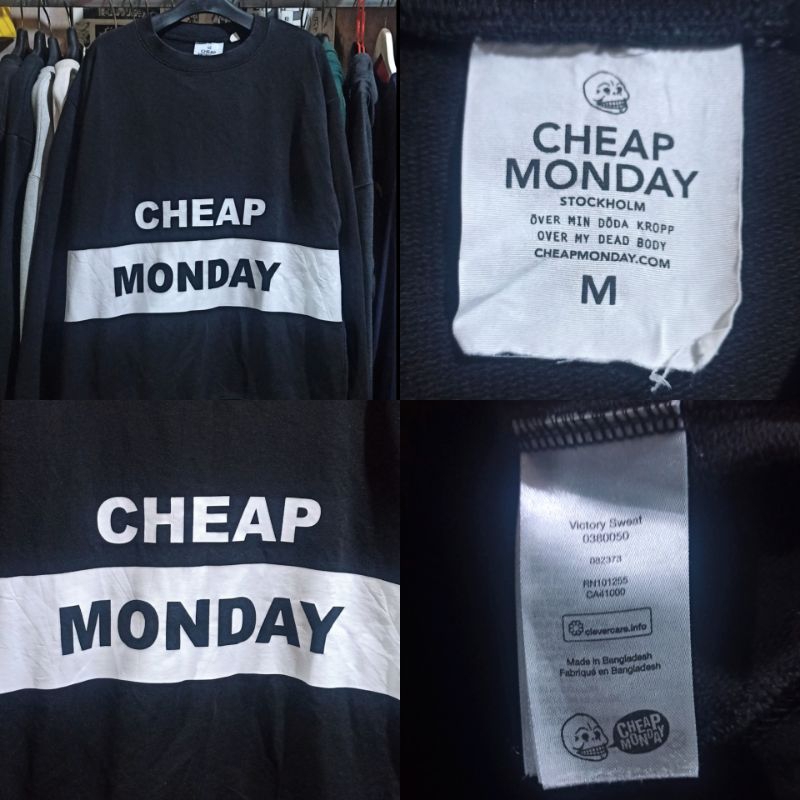 CHEAP
CHEAP
MONDAY
CHEAP
MONDAY
STOCKHOLM
ÖVER MIN DÖDA KROPP
OVER MY DEAD BODY
CHEAPMONDAY.COM
M
CHEAP
MONDAY
Victory Sweat
0380050
082373
RN101255
CA41000
clevercare.info
Made in Bangladesh
Fabriqué en Bangladesh
CHEAP
MONDAY